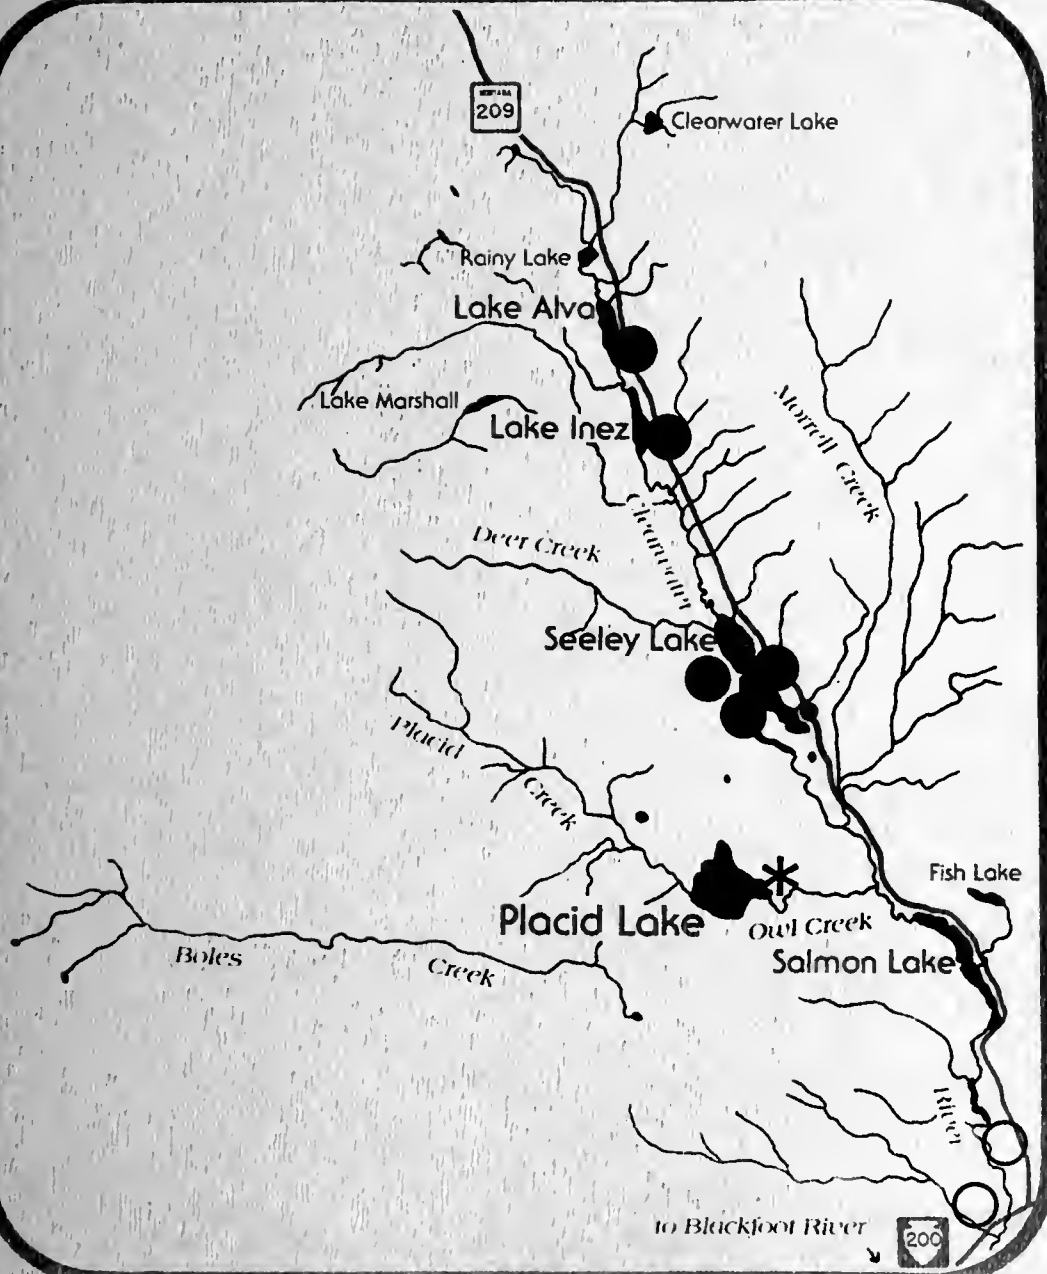 MONTANA
209
Clearwater Lake
Rainy Lake
Lake Alva
Lake Marshall
Lake Inez
Morrell Creek
Clearwater
Deer Creek
Seeley Lake
Placid
Creek
Fish Lake
Placid Lake
Owl Creek
Boles
Creek
Salmon Lake
River
to Blackfoot River
200